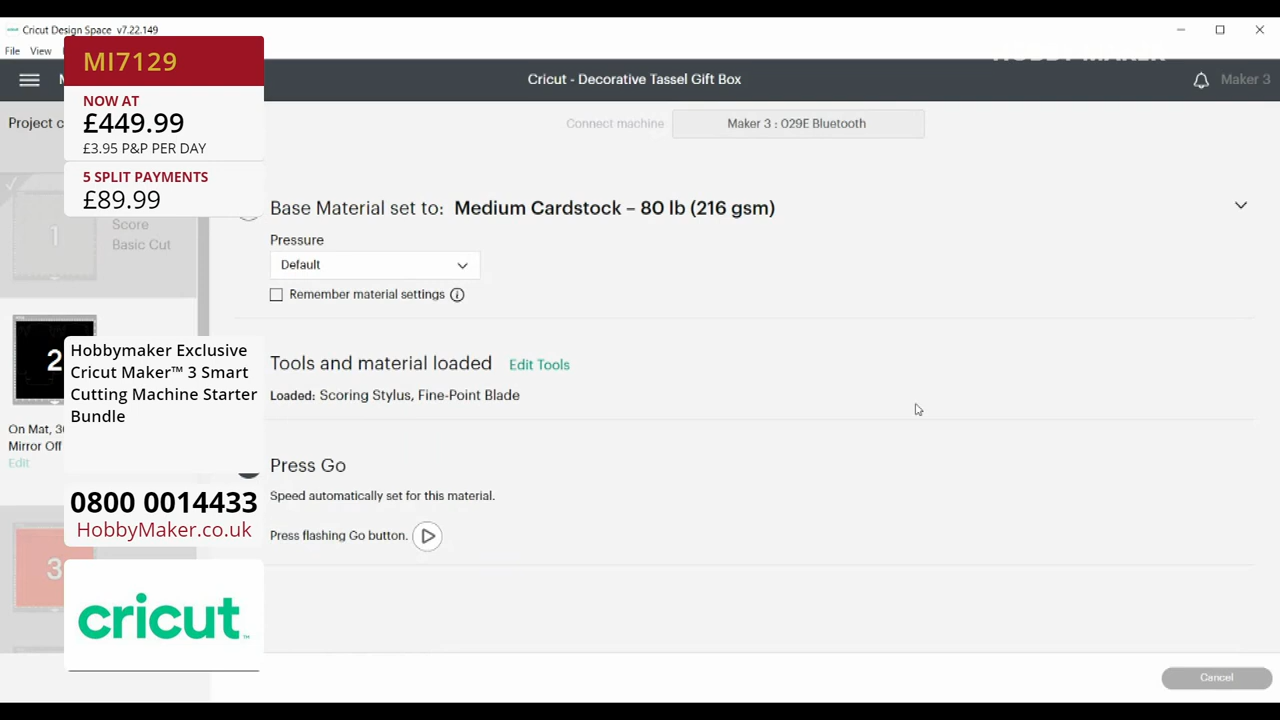 Cricut Design Space v7.22.149
File View
MI7129
Cricut - Decorative Tassel Gift Box
Maker 3
NOW AT
£449.99
£3.95 P&P PER DAY
Project c
Connect machine
Maker 3 : 029E Bluetooth
5 SPLIT PAYMENTS
£89.99
1
Score
Basic Cut
Base Material set to: Medium Cardstock – 80 lb (216 gsm)
Pressure
Default
Remember material settings
2
Hobbymaker Exclusive
Cricut Maker™ 3 Smart
Cutting Machine Starter
Bundle
Tools and material loaded Edit Tools
Loaded: Scoring Stylus, Fine-Point Blade
On Mat, 30
Mirror Off
Edit
Press Go
Speed automatically set for this material.
Press flashing Go button.
0800 0014433
HobbyMaker.co.uk
3
cricut™
Cancel